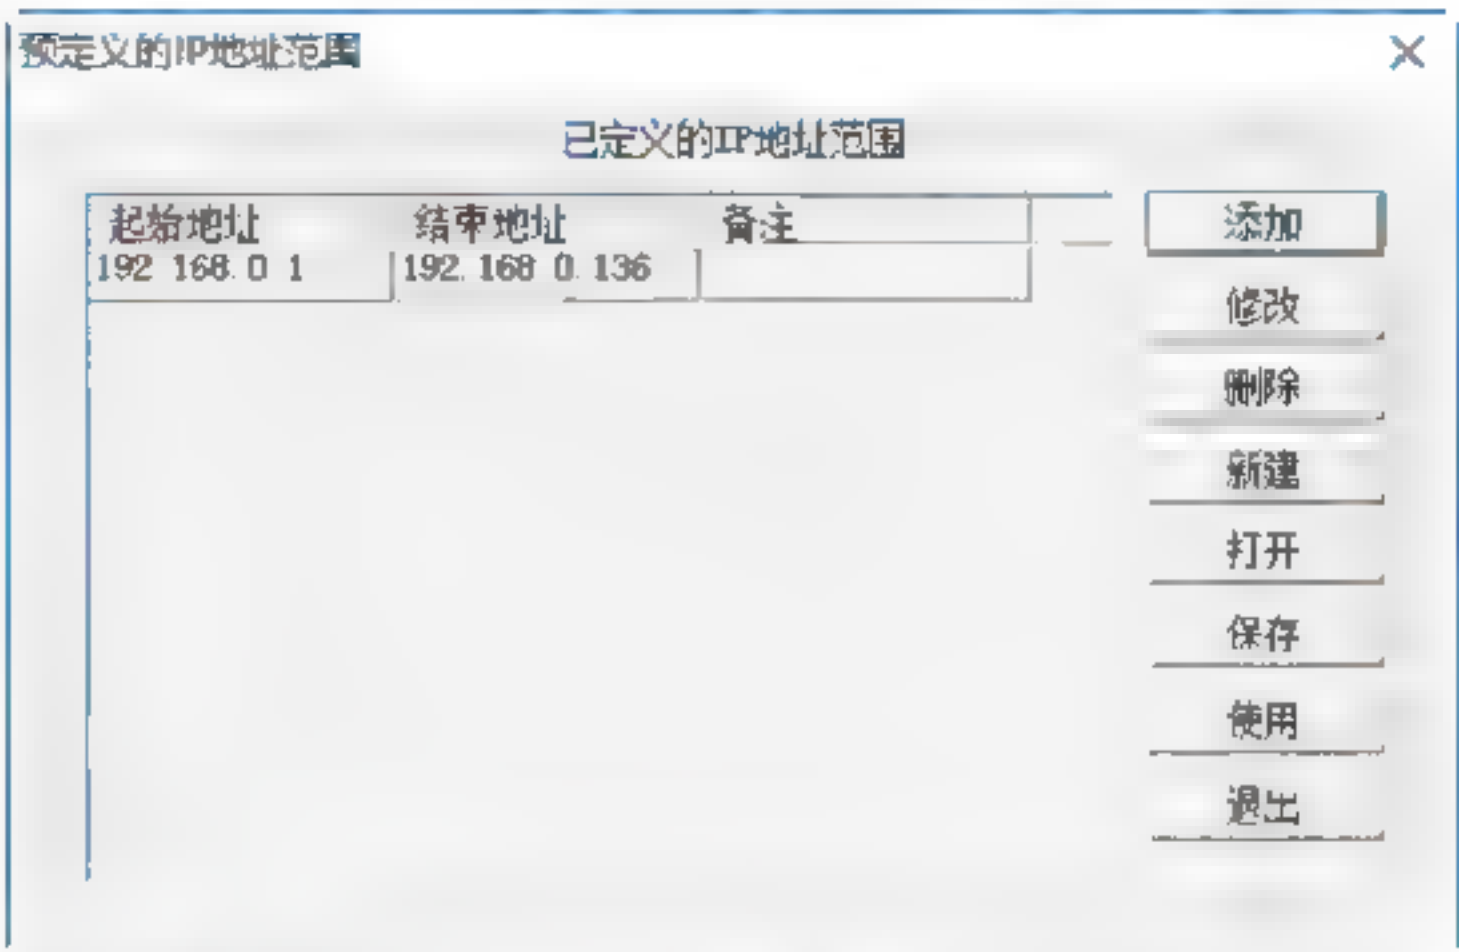 预定义的IP地址范围
已定义的IP地址范围
起始地址 结束地址 备注
192.168.0.1 192.168.0.136
添加
修改
删除
新建
打开
保存
使用
退出